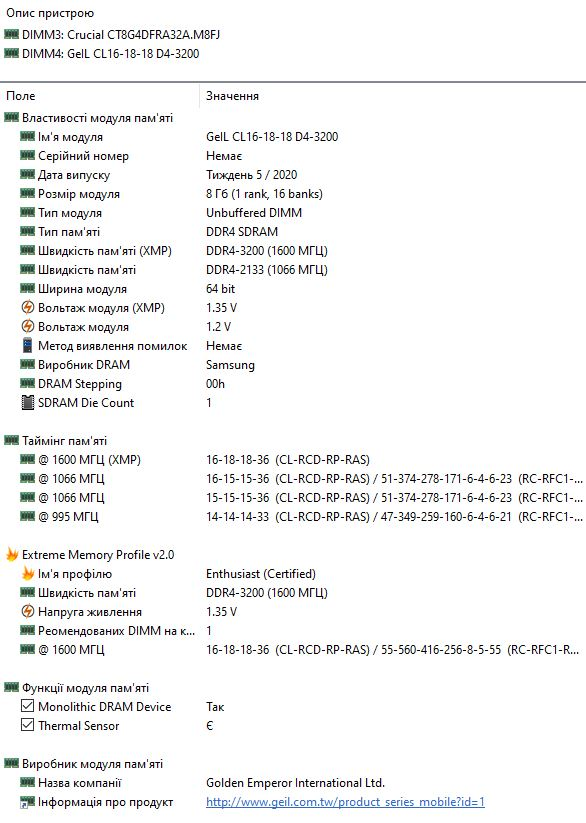 Опис пристрою
DIMM3: Crucial CT8G4DFRA32A.M8FJ
DIMM4: GeIL CL16-18-18 D4-3200
Поле Значення
Властивості модуля пам'яті
Ім'я модуля GeIL CL16-18-18 D4-3200
Серійний номер Немає
Дата випуску Тиждень 5 / 2020
Розмір модуля 8 Гб (1 rank, 16 banks)
Тип модуля Unbuffered DIMM
Тип пам'яті DDR4 SDRAM
Швидкість пам'яті (XMP) DDR4-3200 (1600 МГЦ)
Швидкість пам'яті DDR4-2133 (1066 МГЦ)
Ширина модуля 64 bit
Вольтаж модуля (XMP) 1.35 V
Вольтаж модуля 1.2 V
Метод виявлення помилок Немає
Виробник DRAM Samsung
DRAM Stepping 00h
SDRAM Die Count 1
Таймінг пам'яті
@ 1600 МГЦ (XMP) 16-18-18-36 (CL-RCD-RP-RAS)
@ 1066 МГЦ 16-15-15-36 (CL-RCD-RP-RAS) / 51-374-278-171-6-4-6-23 (RC-RFC1-...
@ 1066 МГЦ 15-15-15-36 (CL-RCD-RP-RAS) / 51-374-278-171-6-4-6-23 (RC-RFC1-...
@ 995 МГЦ 14-14-14-33 (CL-RCD-RP-RAS) / 47-349-259-160-6-4-6-21 (RC-RFC1-...
Extreme Memory Profile v2.0
Ім'я профілю Enthusiast (Certified)
Швидкість пам'яті DDR4-3200 (1600 МГЦ)
Напруга живлення 1.35 V
Реомендованих DIMM на к... 1
@ 1600 МГЦ 16-18-18-36 (CL-RCD-RP-RAS) / 55-560-416-256-8-5-55 (RC-RFC1-R...
Функції модуля пам'яті
Monolithic DRAM Device Так
Thermal Sensor Є
Виробник модуля пам'яті
Назва компанії Golden Emperor International Ltd.
Інформація про продукт http://www.geil.com.tw/product_series_mobile?id=1